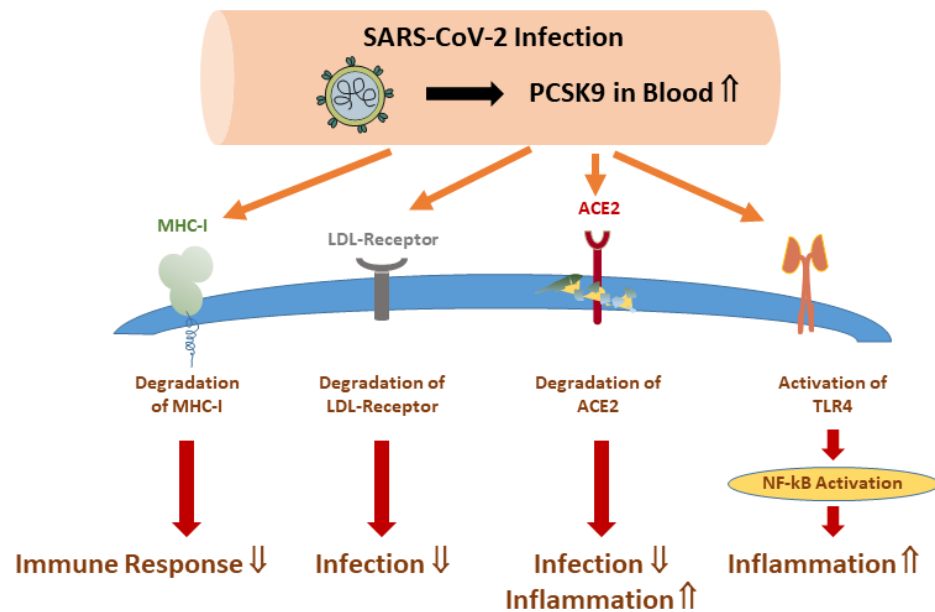 SARS-CoV-2 Infection
PCSK9 in Blood ⇑
MHC-I
LDL-Receptor
ACE2
Degradation
of MHC-I
Degradation of
LDL-Receptor
Degradation of
ACE2
Activation of
TLR4
NF-kB Activation
Immune Response ⇓
Infection ⇓
Infection ⇓
Inflammation ⇑
Inflammation ⇑